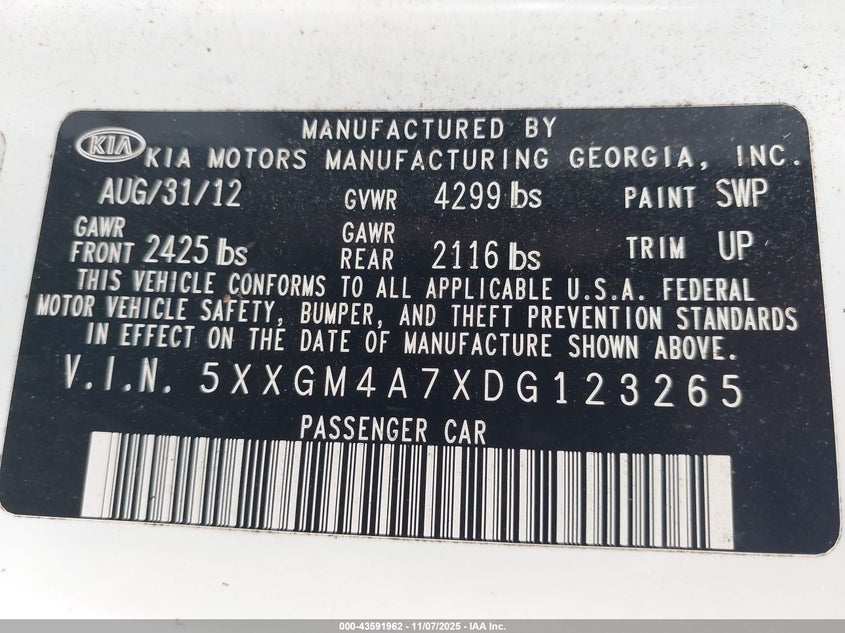 MANUFACTURED BY
KIA KIA MOTORS MANUFACTURING GEORGIA, INC.
AUG/31/12 GVWR 4299 lbs PAINT SWP
GAWR FRONT 2425 lbs GAWR REAR 2116 lbs TRIM UP
THIS VEHICLE CONFORMS TO ALL APPLICABLE U.S.A. FEDERAL
MOTOR VEHICLE SAFETY, BUMPER, AND THEFT PREVENTION STANDARDS
IN EFFECT ON THE DATE OF MANUFACTURE SHOWN ABOVE.
V.I.N. 5XXGM4A7XDG123265
PASSENGER CAR
000-43591962 - 11/07/2025 - IAA Inc.